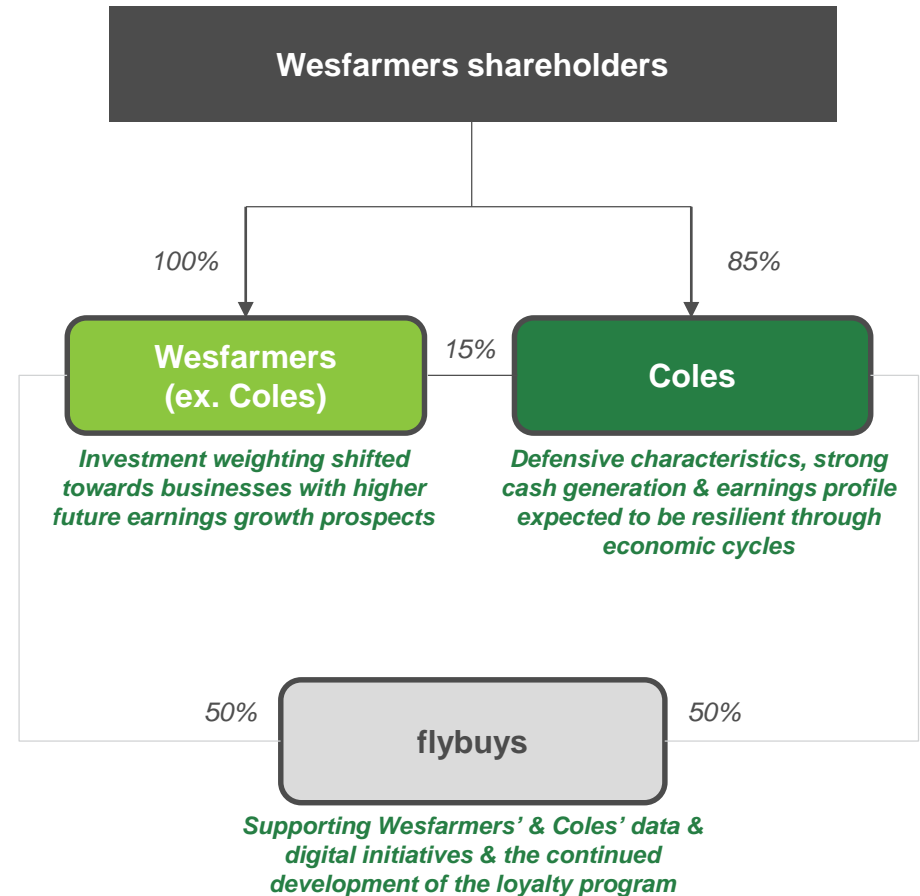 Wesfarmers shareholders
100%
85%
Wesfarmers
(ex. Coles)
15%
Coles
Investment weighting shifted
towards businesses with higher
future earnings growth prospects
Defensive characteristics, strong
cash generation & earnings profile
expected to be resilient through
economic cycles
50%
flybuys
50%
Supporting Wesfarmers’ & Coles’ data &
digital initiatives & the continued
development of the loyalty program